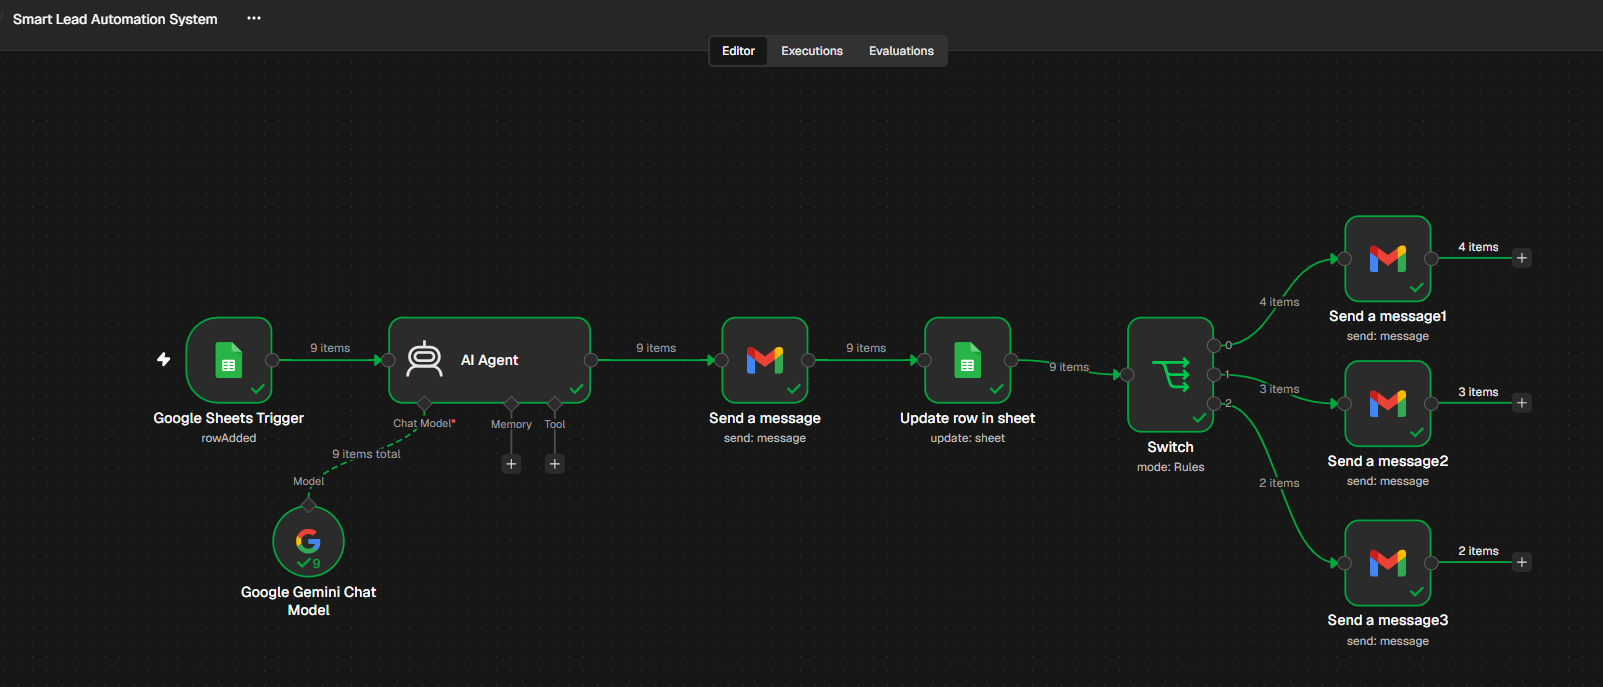 Smart Lead Automation System
Editor Executions Evaluations
9 items
AI Agent
9 items
9 items
9 items
Google Sheets Trigger
rowAdded
Chat Model*
Memory
Tool
9 items total
Model
9
Google Gemini Chat
Model
Send a message
send: message
Update row in sheet
update: sheet
0
1
2
Switch
mode: Rules
4 items
4 items
Send a message1
send: message
3 items
3 items
Send a message2
send: message
2 items
2 items
Send a message3
send: message